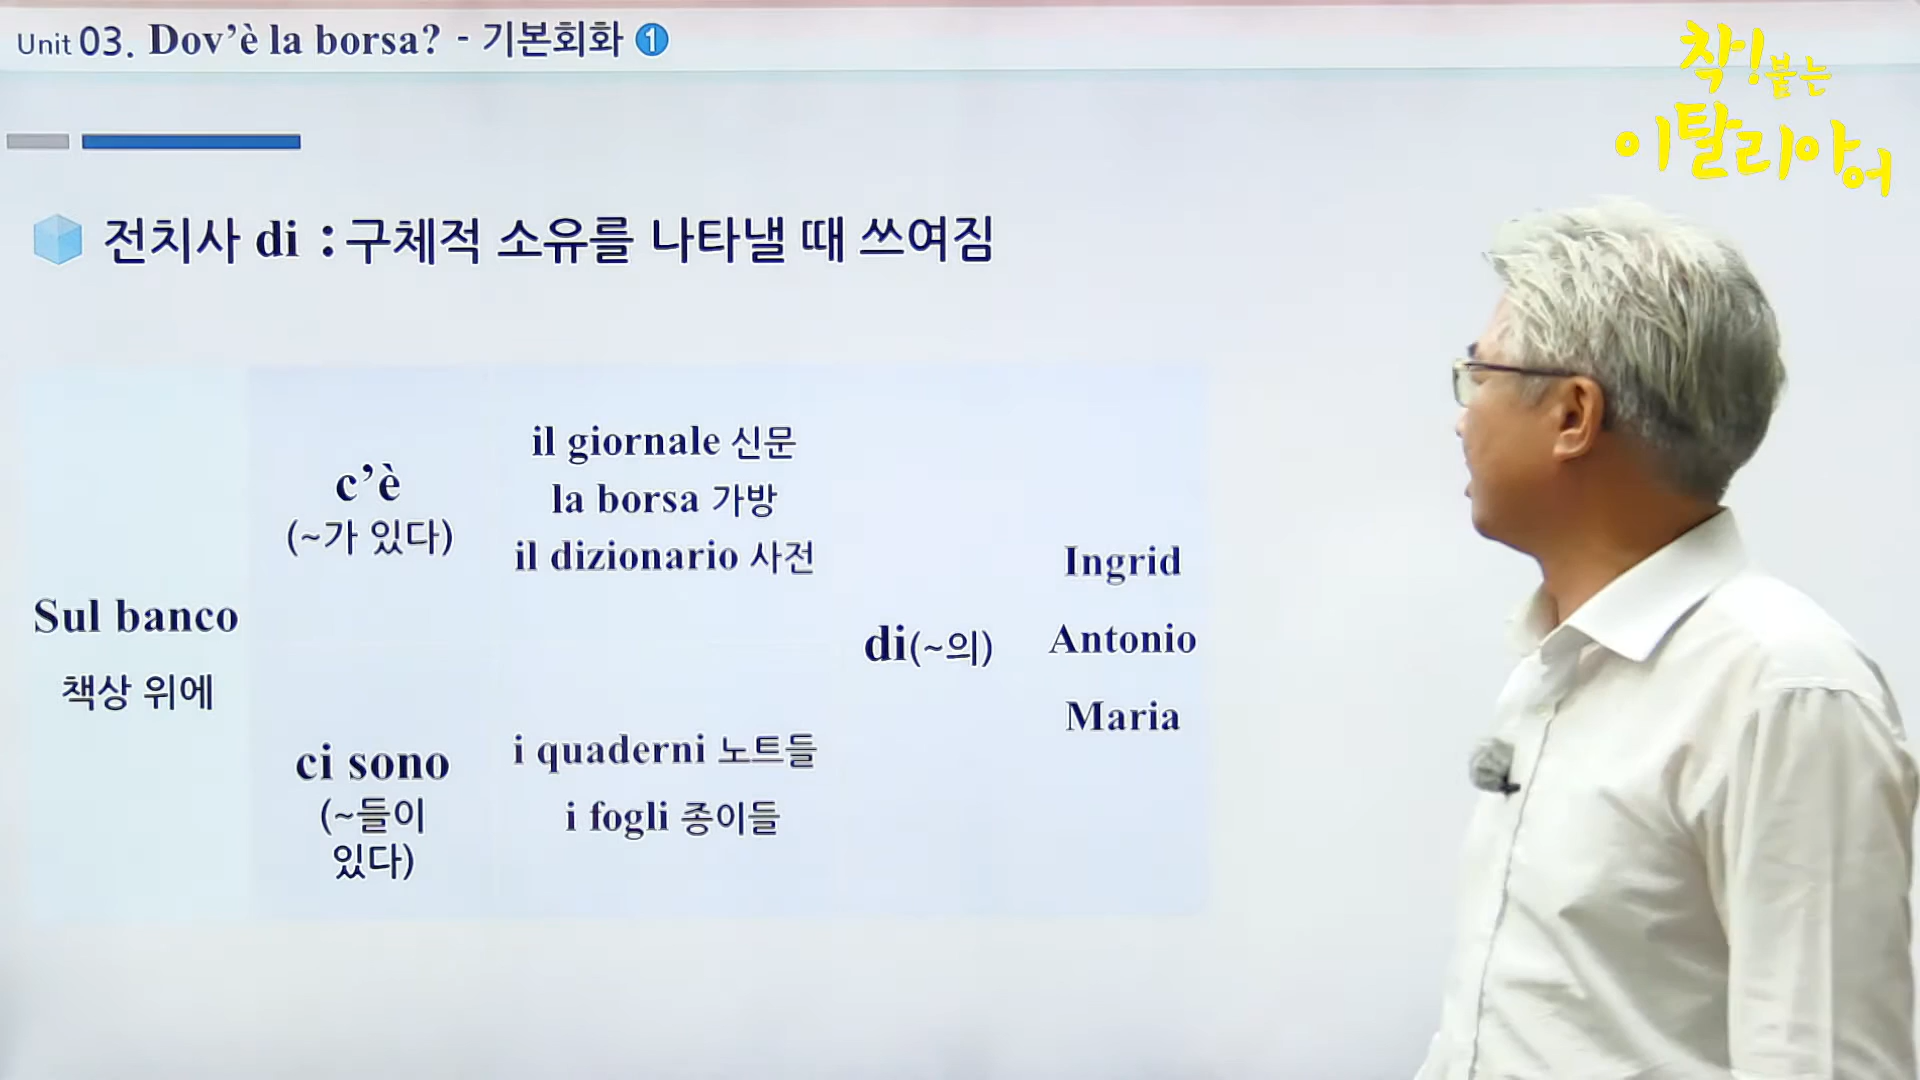 Unit 03. Dov’è la borsa? - 기본회화 1
착! 붙는
이탈리아어
전치사 di : 구체적 소유를 나타낼 때 쓰여짐
Sul banco
책상 위에
c’è
(~가 있다)
ci sono
(~들이
있다)
il giornale 신문
la borsa 가방
il dizionario 사전
i quaderni 노트들
i fogli 종이들
di(~의)
Ingrid
Antonio
Maria